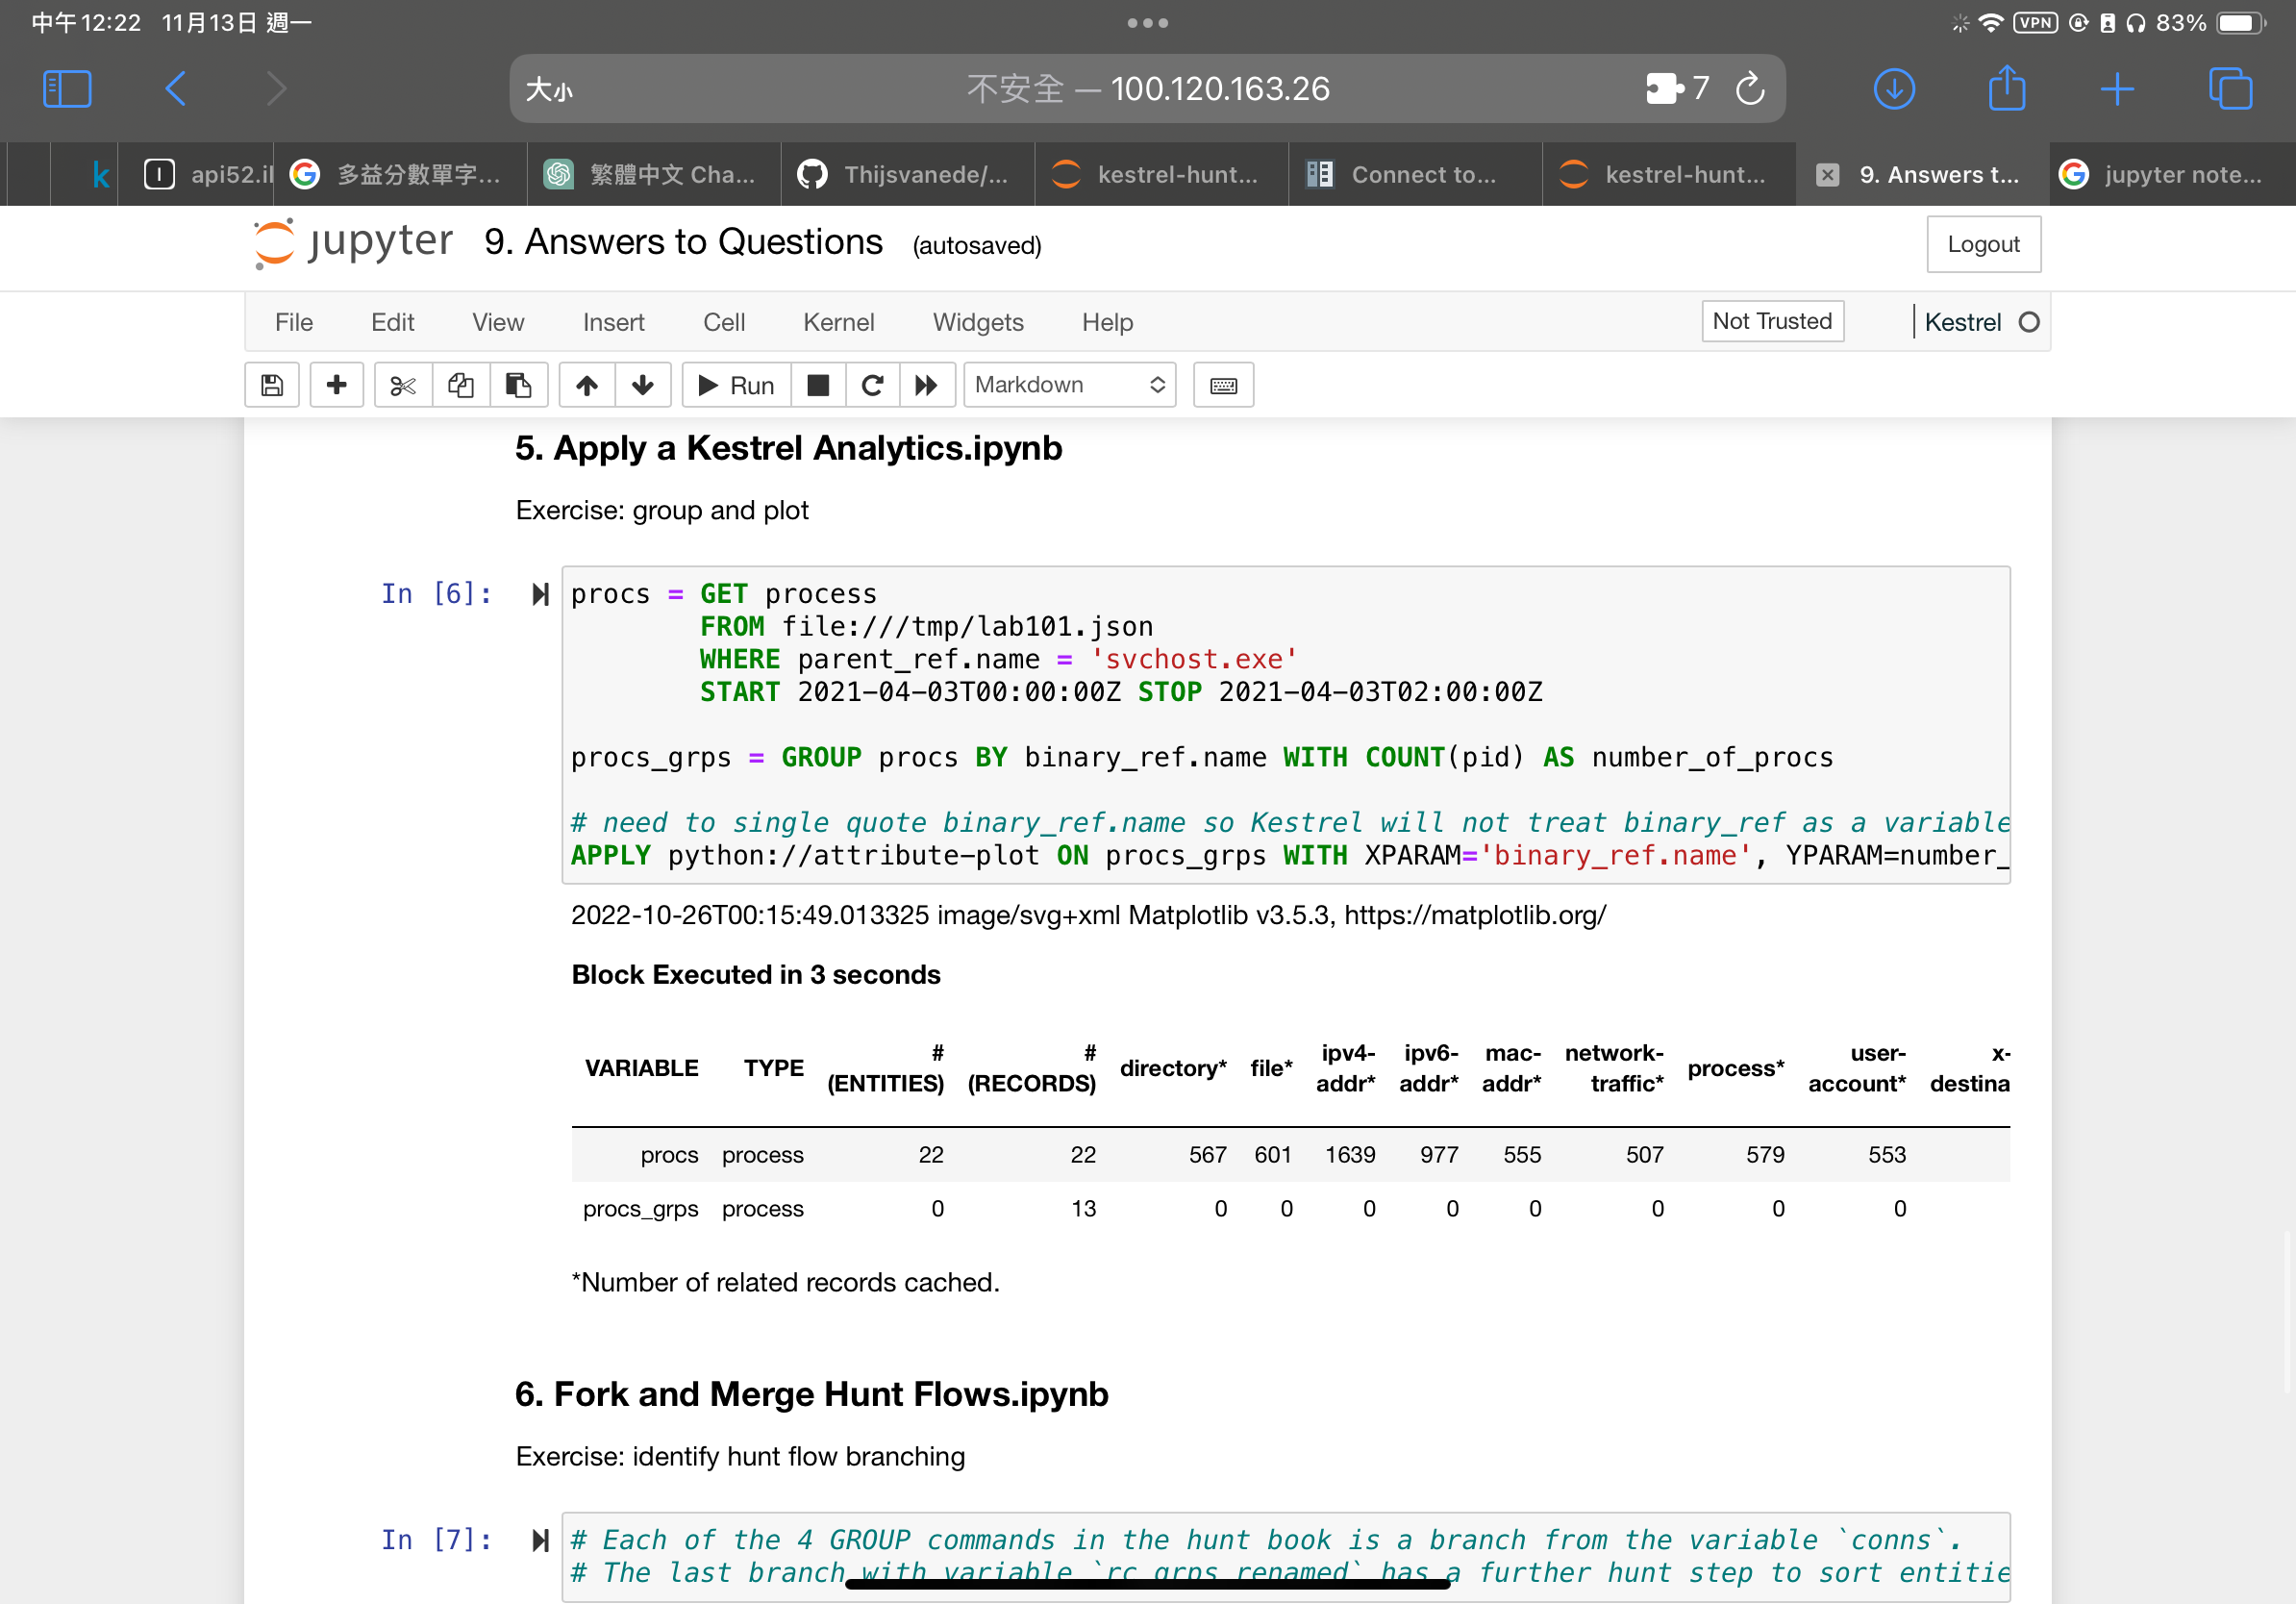 中午12:22 11月13日 週一
VPN 83%
大小 不安全 — 100.120.163.26 7
k api52.il 多益分數單字... 繁體中文 Cha... Thijsvanede/... kestrel-hunt... Connect to... kestrel-hunt... 9. Answers t... jupyter note...
jupyter 9. Answers to Questions (autosaved) Logout
File Edit View Insert Cell Kernel Widgets Help Not Trusted Kestrel
Run Markdown
5. Apply a Kestrel Analytics.ipynb
Exercise: group and plot
In [6]: procs = GET process
FROM file:///tmp/lab101.json
WHERE parent_ref.name = 'svchost.exe'
START 2021-04-03T00:00:00Z STOP 2021-04-03T02:00:00Z
procs_grps = GROUP procs BY binary_ref.name WITH COUNT(pid) AS number_of_procs
# need to single quote binary_ref.name so Kestrel will not treat binary_ref as a variable
APPLY python://attribute-plot ON procs_grps WITH XPARAM='binary_ref.name', YPARAM=number_
2022-10-26T00:15:49.013325 image/svg+xml Matplotlib v3.5.3, https://matplotlib.org/
Block Executed in 3 seconds
VARIABLE TYPE # (ENTITIES) # (RECORDS) directory* file* ipv4-addr* ipv6-addr* mac-addr* network-traffic* process* user-account* x-destina
procs process 22 22 567 601 1639 977 555 507 579 553
procs_grps process 0 13 0 0 0 0 0 0 0 0
*Number of related records cached.
6. Fork and Merge Hunt Flows.ipynb
Exercise: identify hunt flow branching
In [7]: # Each of the 4 GROUP commands in the hunt book is a branch from the variable `conns`.
# The last branch with variable `rc_grps_renamed` has a further hunt step to sort entitie